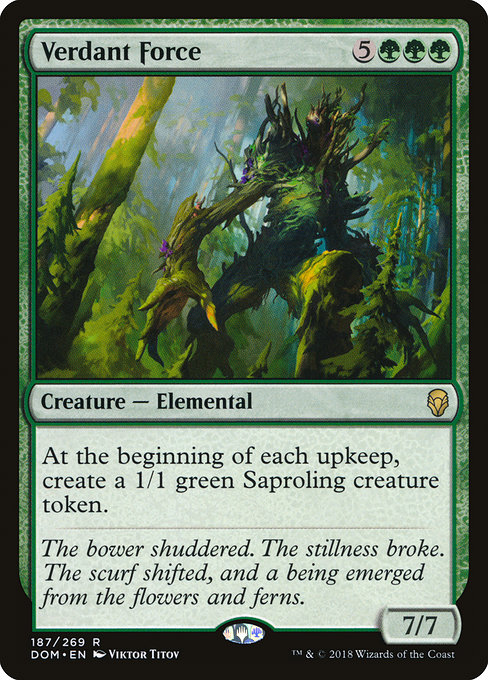 Verdant Force 5
Creature — Elemental
At the beginning of each upkeep,
create a 1/1 green Saproling creature
token.
The bower shuddered. The stillness broke.
The scurf shifted, and a being emerged
from the flowers and ferns.
7/7
187/269 R
DOM • EN Viktor Titov
™ & © 2018 Wizards of the Coast